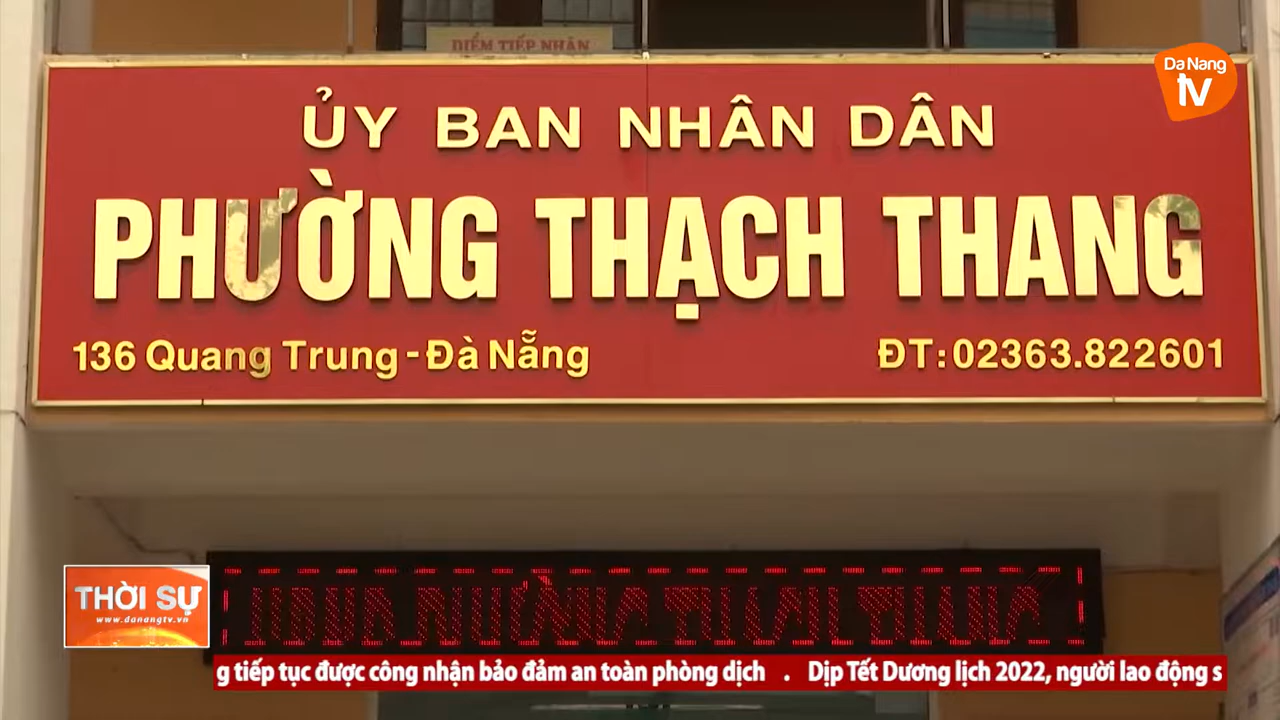 ĐIỂM TIẾP NHẬN
Da Nang
tv
ỦY BAN NHÂN DÂN
PHƯỜNG THẠCH THANG
136 Quang Trung - Đà Nẵng
ĐT: 02363.822601
THỜI SỰ
www.danangtv.vn
g tiếp tục được công nhận bảo đảm an toàn phòng dịch . Dịp Tết Dương lịch 2022, người lao động s